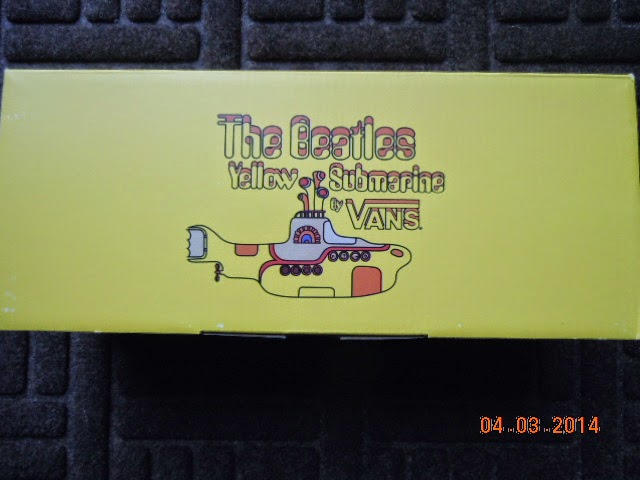 The Beatles
Yellow Submarine
By VANS
04.03.2014